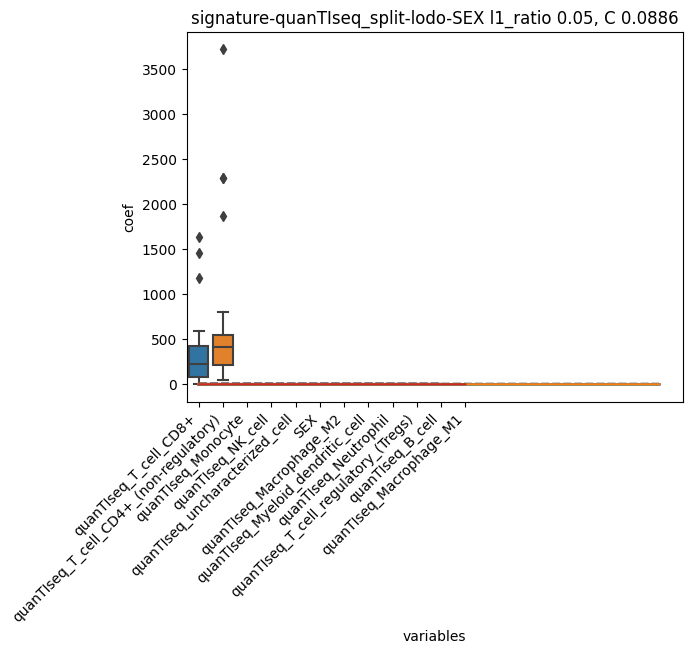 signature-quanTIseq_split-lodo-SEX l1_ratio 0.05, C 0.0886
3500
3000
2500
2000
1500
1000
500
0
coef
quanTIseq_T_cell_CD8+
quanTIseq_T_cell_CD4+_(non-regulatory)
quanTIseq_Monocyte
quanTIseq_NK_cell
quanTIseq_uncharacterized_cell
SEX
quanTIseq_Macrophage_M2
quanTIseq_Myeloid_dendritic_cell
quanTIseq_Neutrophil
quanTIseq_T_cell_regulatory_(Tregs)
quanTIseq_B_cell
quanTIseq_Macrophage_M1
variables